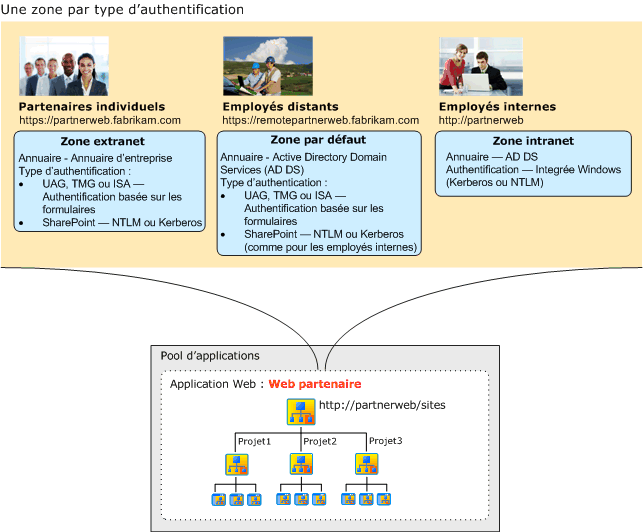 Une zone par type d’authentification
Partenaires individuels
https://partnerweb.fabrikam.com
Zone extranet
Annuaire - Annuaire d’entreprise
Type d’authentification :
• UAG, TMG ou ISA —
Authentification basée sur les
formulaires
• SharePoint — NTLM ou Kerberos
Employés distants
https://remotepartnerweb.fabrikam.com
Zone par défaut
Annuaire - Active Directory Domain
Services (AD DS)
Type d’authentication :
• UAG, TMG ou ISA —
Authentification basée sur les
formulaires
• SharePoint — NTLM ou Kerberos
(comme pour les employés internes)
Employés internes
http://partnerweb
Zone intranet
Annuaire — AD DS
Authentification — Integrée Windows
(Kerberos ou NTLM)
Pool d’applications
Application Web : Web partenaire
http://partnerweb/sites
Projet1
Projet2
Projet3